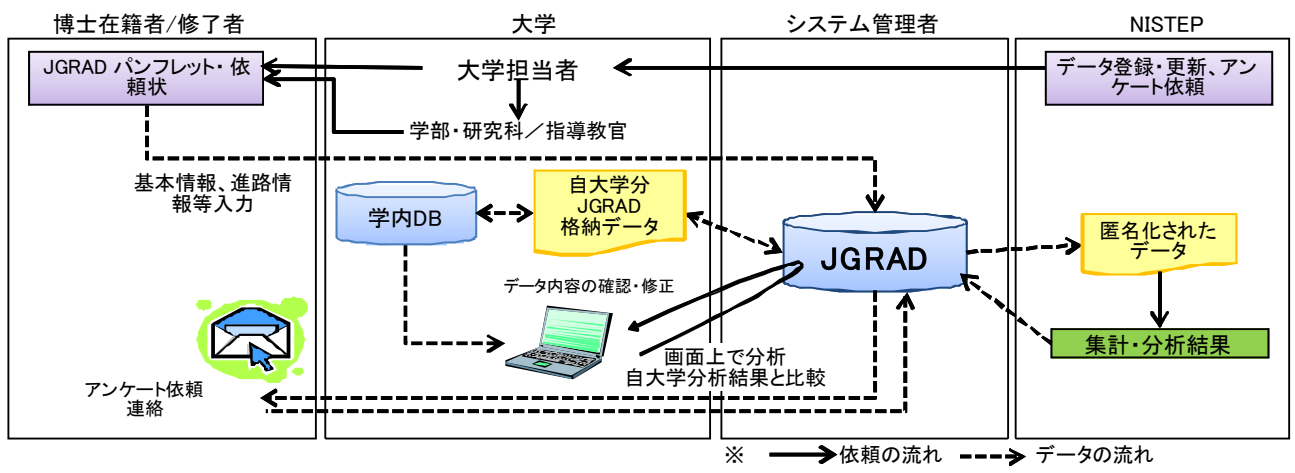 博士在籍者/修了者
大学
システム管理者
NISTEP
JGRAD パンフレット・依
頼状
大学担当者
データ登録・更新、アン
ケート依頼
学部・研究科／指導教官
基本情報、進路情
報等入力
学内DB
自大学分
JGRAD
格納データ
JGRAD
匿名化された
データ
データ内容の確認・修正
画面上で分析
自大学分析結果と比較
集計・分析結果
アンケート依頼
連絡
※ 依頼の流れ データの流れ